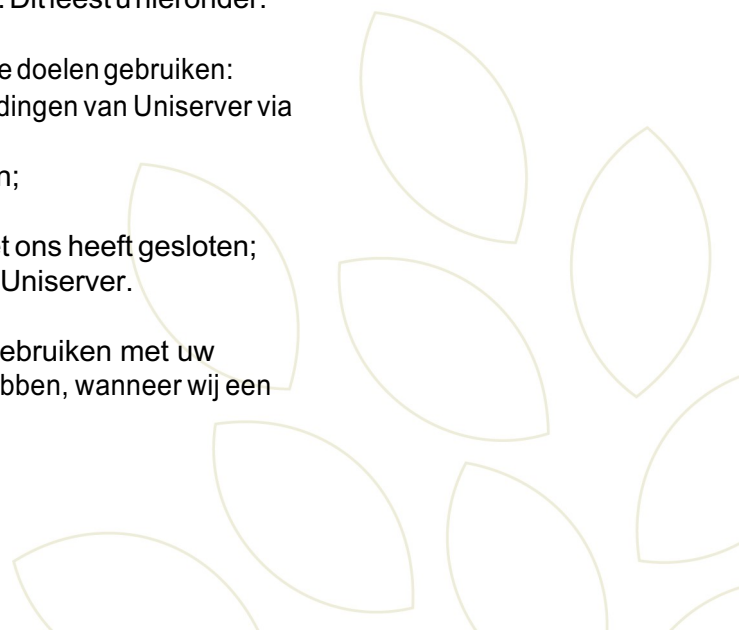 Dit leest u hieronder.
e doelen gebruiken:
dingen van Uniserver via
n;
t ons heeft gesloten;
Uniserver.
ebruiken met uw
bben, wanneer wij een